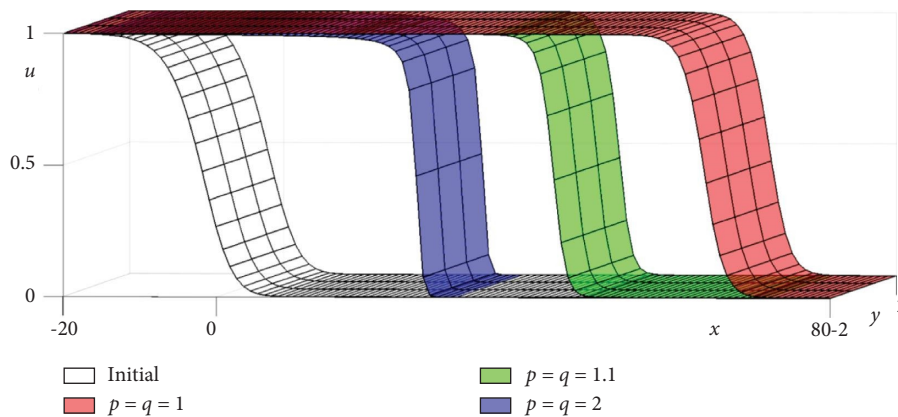 1
u
0.5
0
-20
0
x
80-2
y
Initial
p = q = 1.1
p = q = 1
p = q = 2